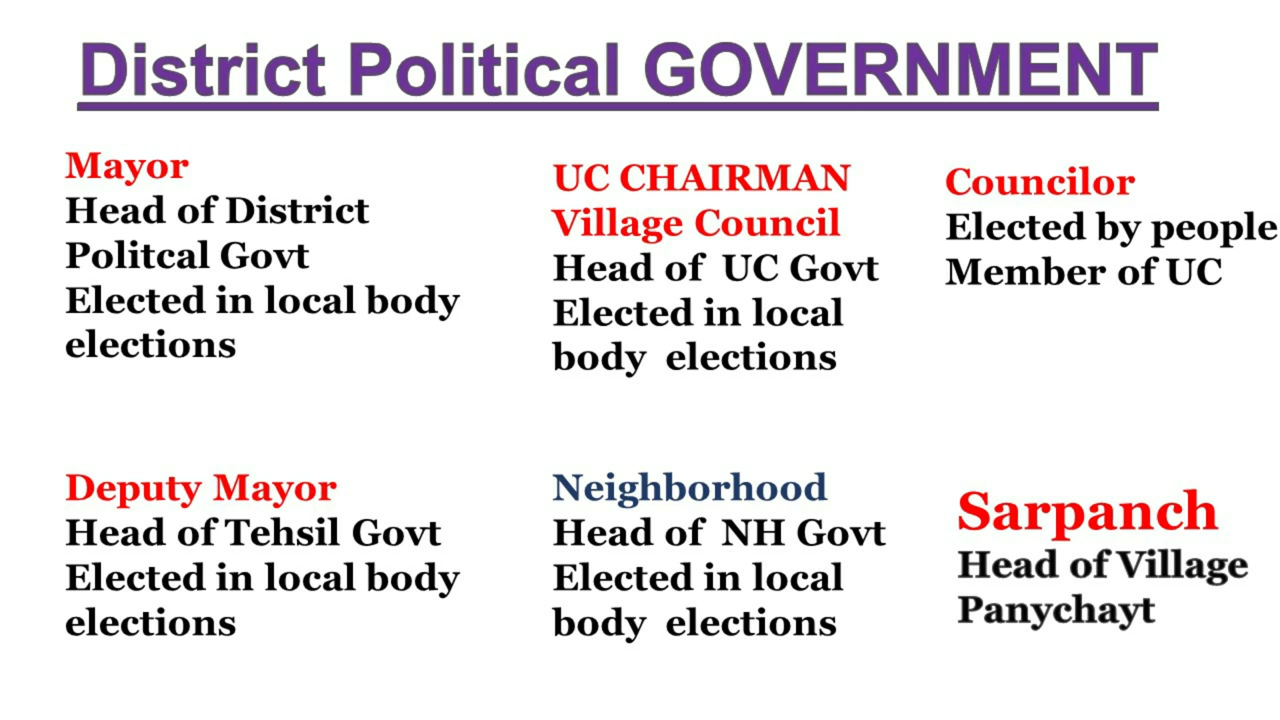 District Political GOVERNMENT
Mayor
Head of District
Politcal Govt
Elected in local body
elections
UC CHAIRMAN
Village Council
Head of UC Govt
Elected in local
body elections
Councilor
Elected by people
Member of UC
Deputy Mayor
Head of Tehsil Govt
Elected in local body
elections
Neighborhood
Head of NH Govt
Elected in local
body elections
Sarpanch
Head of Village
Panychayt